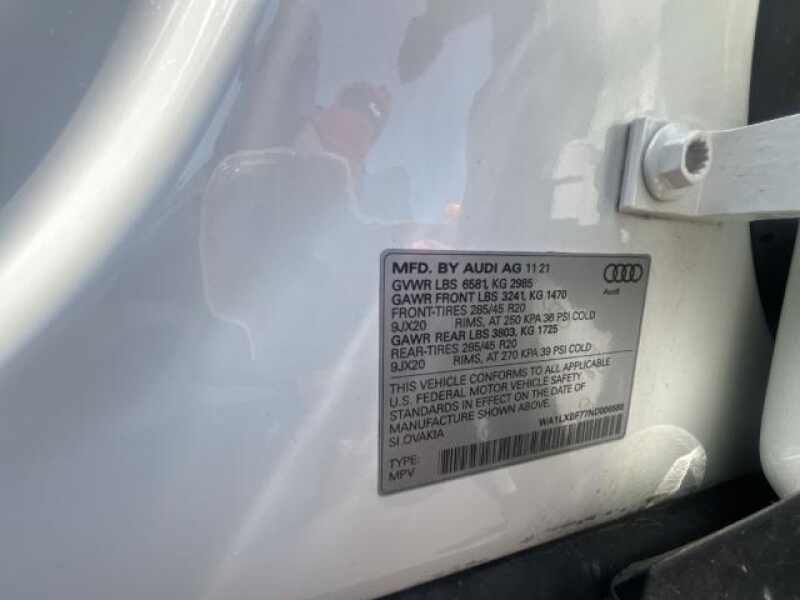 MFD. BY AUDI AG 11 21
GVWR LBS 6581, KG 2985
GAWR FRONT LBS 3241, KG 1470
FRONT-TIRES 285/45 R20
9JX20 RIMS, AT 250 KPA 36 PSI COLD
GAWR REAR LBS 3803, KG 1725
REAR-TIRES 285/45 R20
9JX20 RIMS, AT 270 KPA 39 PSI COLD
Audi
THIS VEHICLE CONFORMS TO ALL APPLICABLE
U.S. FEDERAL MOTOR VEHICLE SAFETY
STANDARDS IN EFFECT ON THE DATE OF
MANUFACTURE SHOWN ABOVE.
SLOVAKIA
TYPE:
MPV